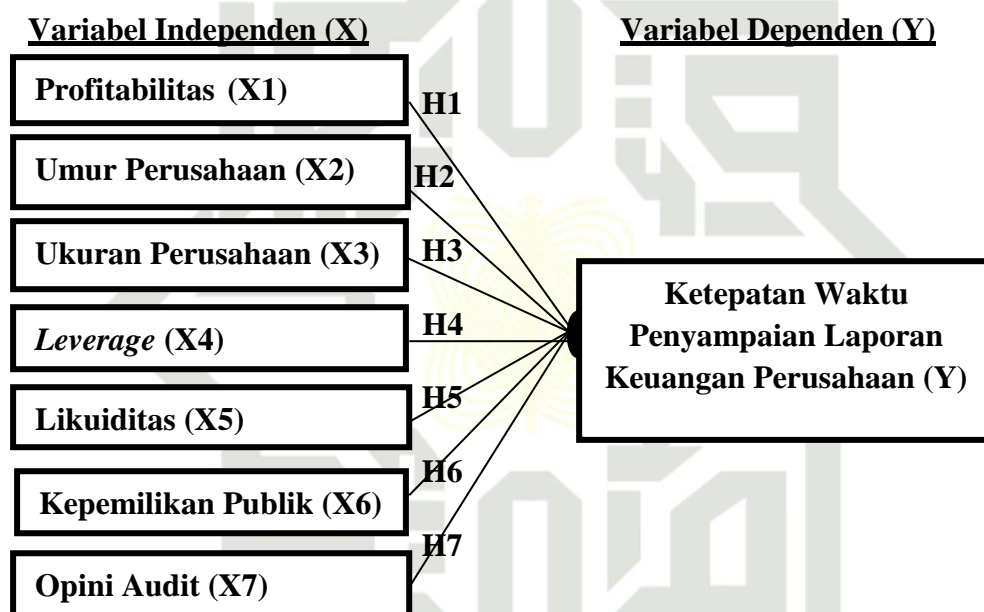 Variabel Independen (X)
Variabel Dependen (Y)
Profitabilitas (X1)
H1
Umur Perusahaan (X2)
H2
Ukuran Perusahaan (X3)
H3
Leverage (X4)
H4
Likuiditas (X5)
H5
Kepemilikan Publik (X6)
H6
Opini Audit (X7)
H7
Ketepatan Waktu
Penyampaian Laporan
Keuangan Perusahaan (Y)